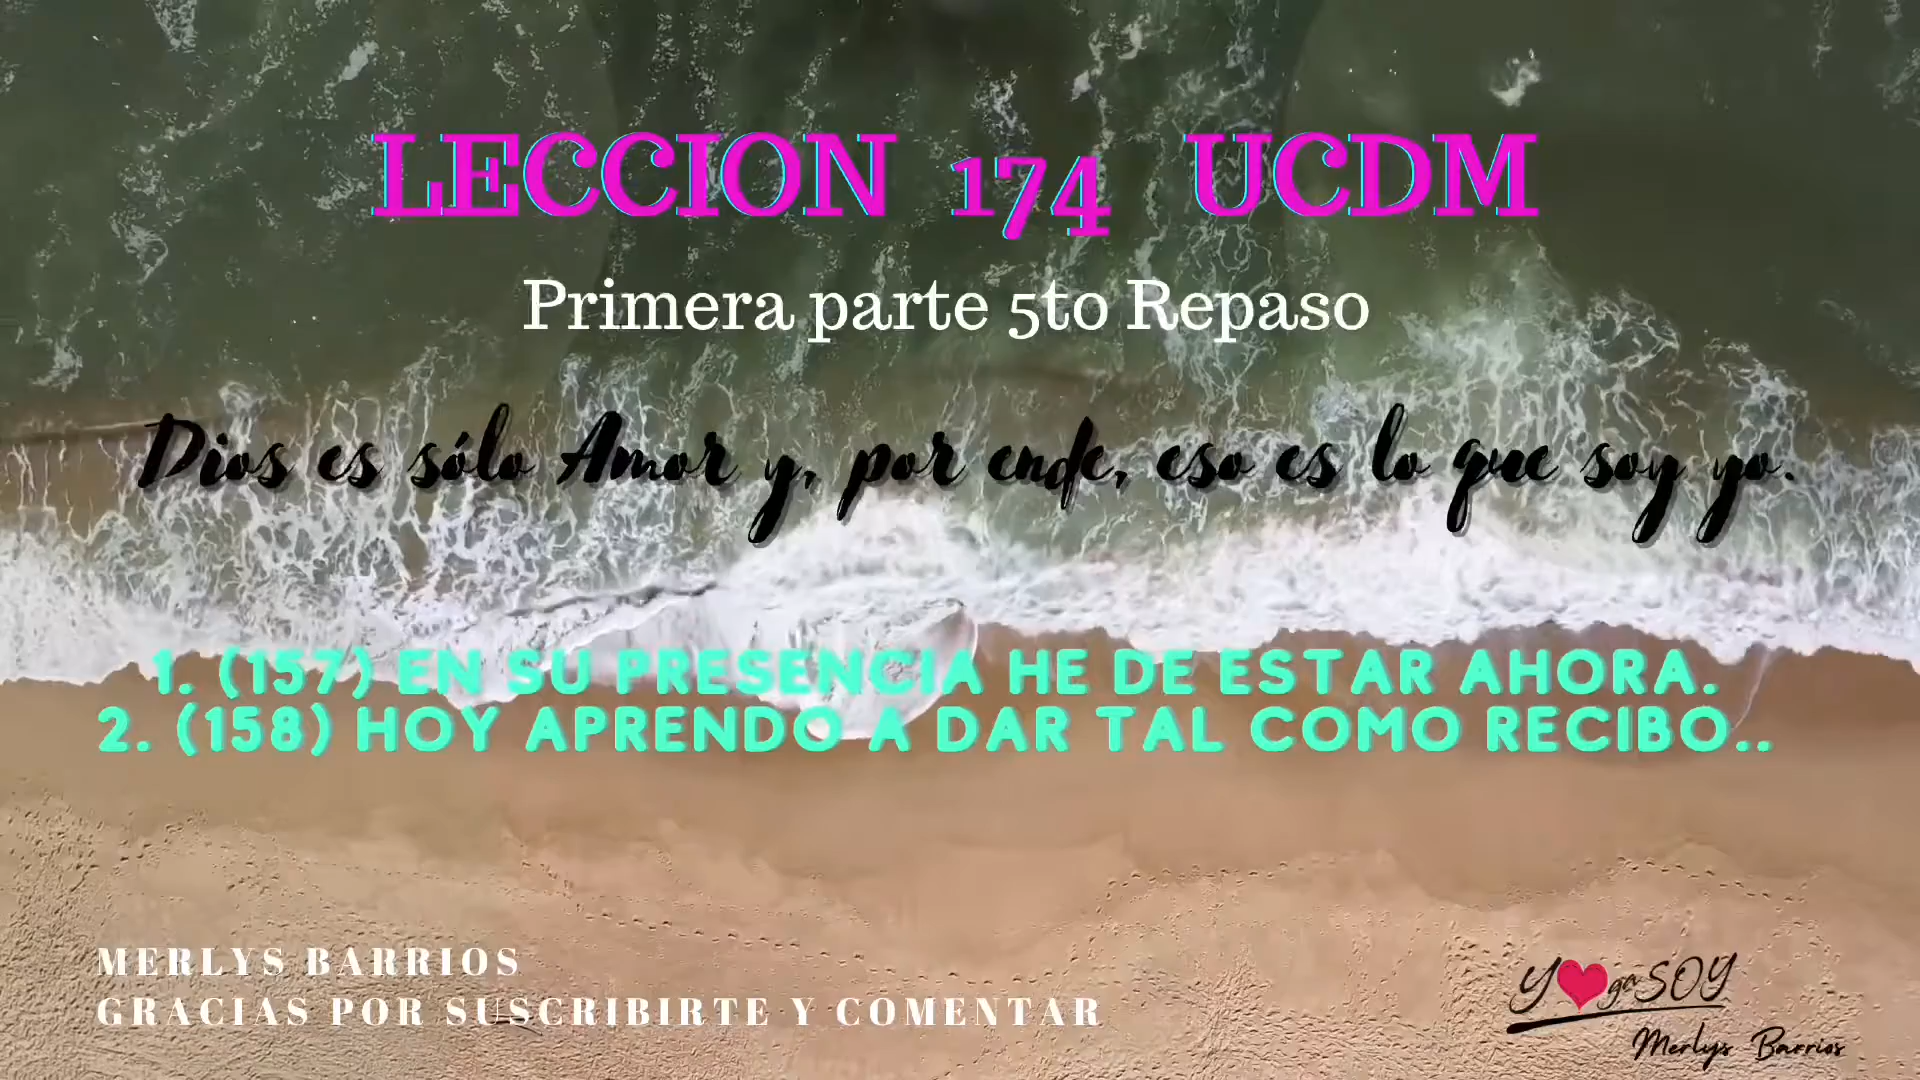 LECCION 174 UCDM
Primera parte 5to Repaso
Dios es sólo Amor y, por ende, eso es lo que soy yo.
1. (157) EN SU PRESENCIA HE DE ESTAR AHORA.
2. (158) HOY APRENDO A DAR TAL COMO RECIBO..
MERLYS BARRIOS
GRACIAS POR SUSCRIBIRTE Y COMENTAR
Y❤gaSOY
Merlys Barrios